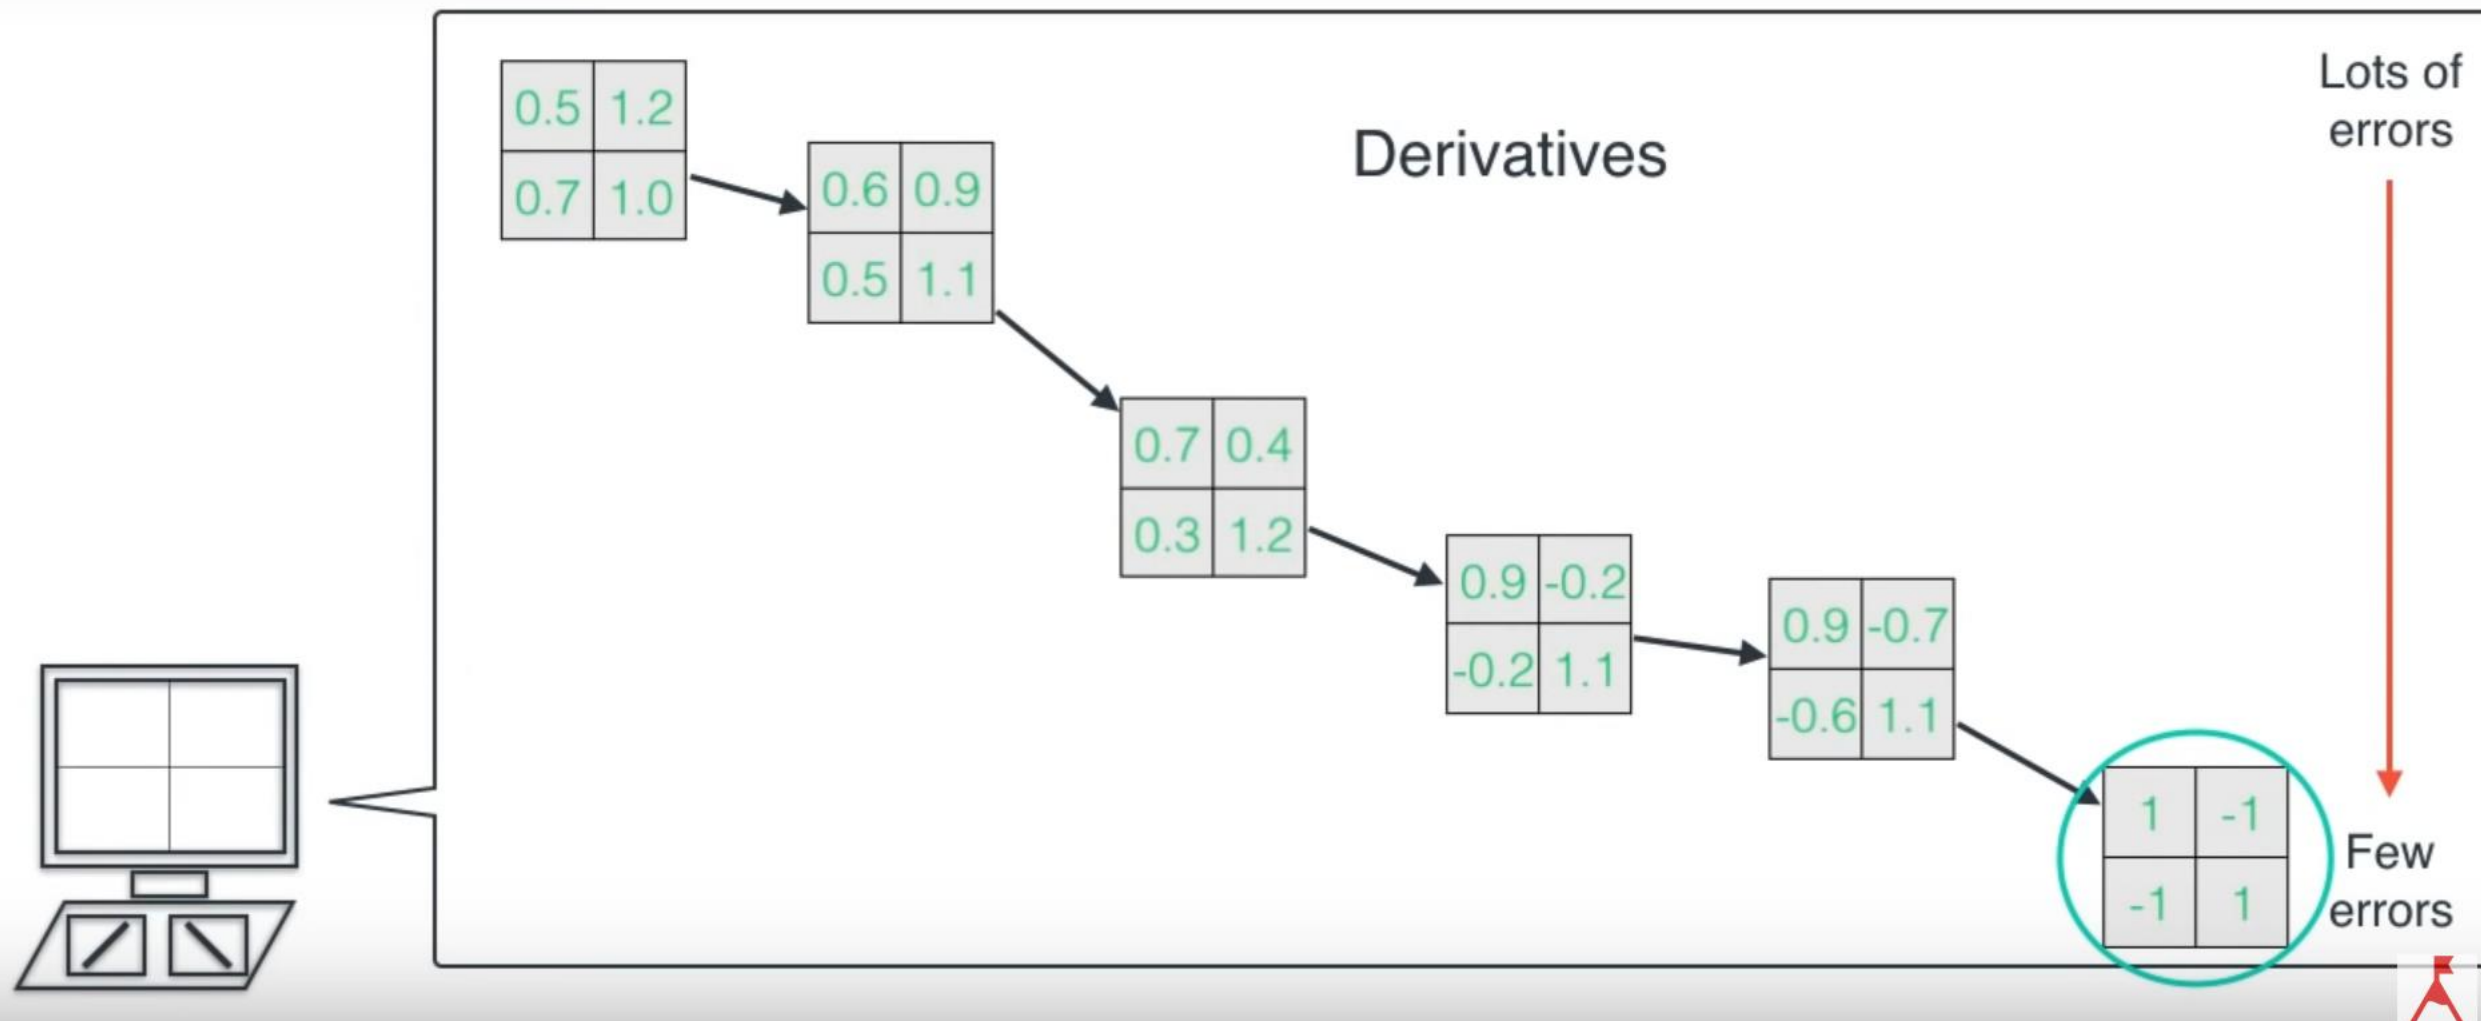 Lots of
errors
Derivatives
0.5 1.2
0.7 1.0
0.6 0.9
0.5 1.1
0.7 0.4
0.3 1.2
0.9 -0.2
-0.2 1.1
0.9 -0.7
-0.6 1.1
1 -1
-1 1
Few
errors